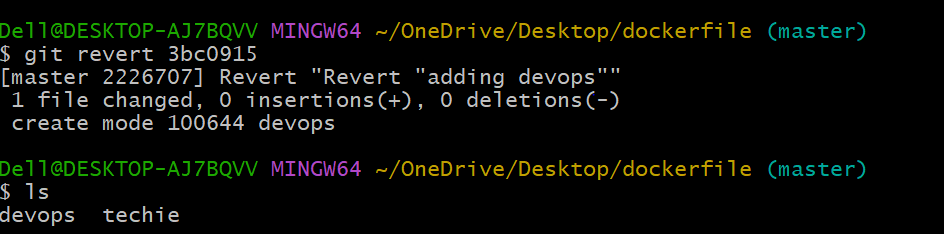 Dell@DESKTOP-AJ7BQVV MINGW64 ~/OneDrive/Desktop/dockerfile (master)
$ git revert 3bc0915
[master 2226707] Revert "Revert "adding devops""
 1 file changed, 0 insertions(+), 0 deletions(-)
 create mode 100644 devops
Dell@DESKTOP-AJ7BQVV MINGW64 ~/OneDrive/Desktop/dockerfile (master)
$ ls
devops  techie